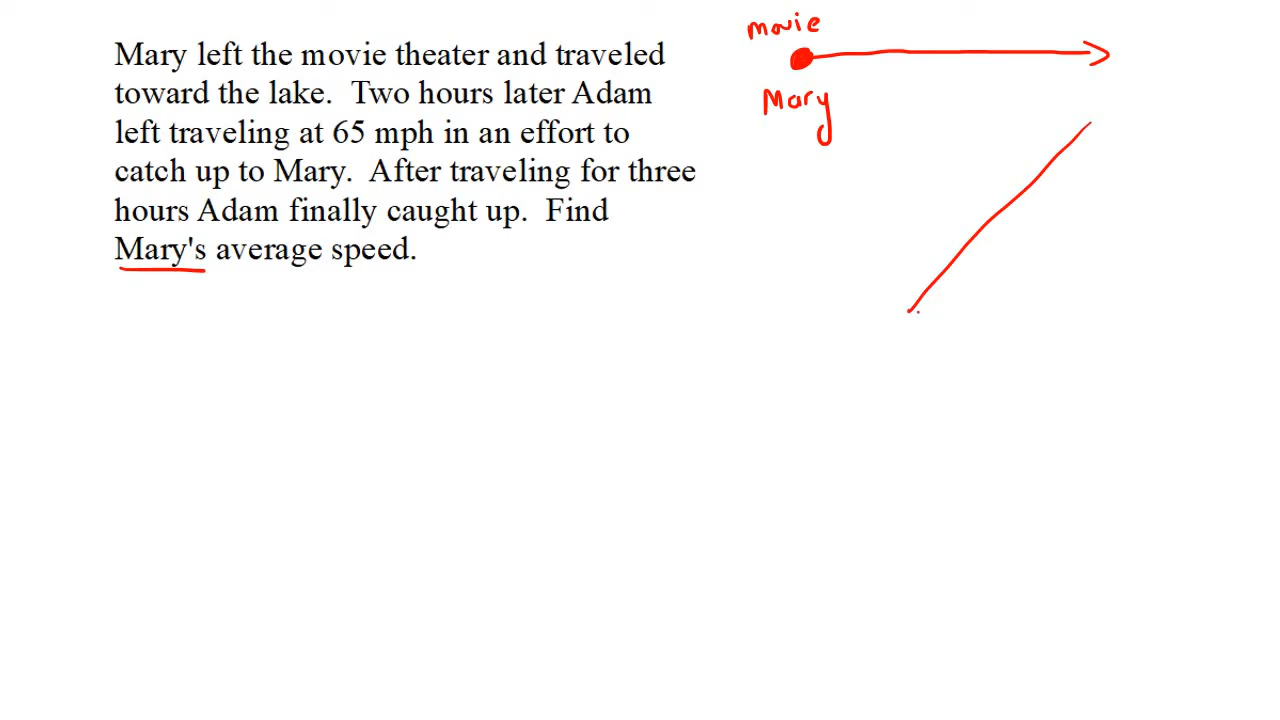 Mary left the movie theater and traveled
toward the lake.  Two hours later Adam
left traveling at 65 mph in an effort to
catch up to Mary.  After traveling for three
hours Adam finally caught up.  Find
Mary's average speed.
movie
Mary